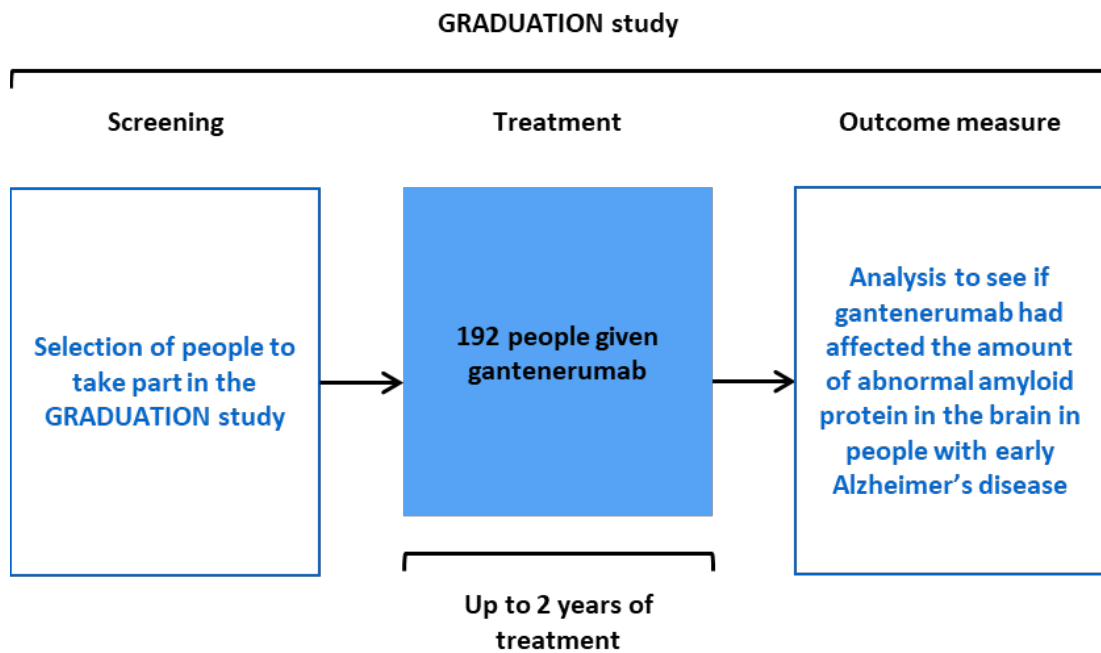 GRADUATION study
Screening
Treatment
Outcome measure
Selection of people to
take part in the
GRADUATION study
192 people given
gantenerumab
Analysis to see if
gantenerumab had
affected the amount
of abnormal amyloid
protein in the brain in
people with early
Alzheimer's disease
Up to 2 years of
treatment